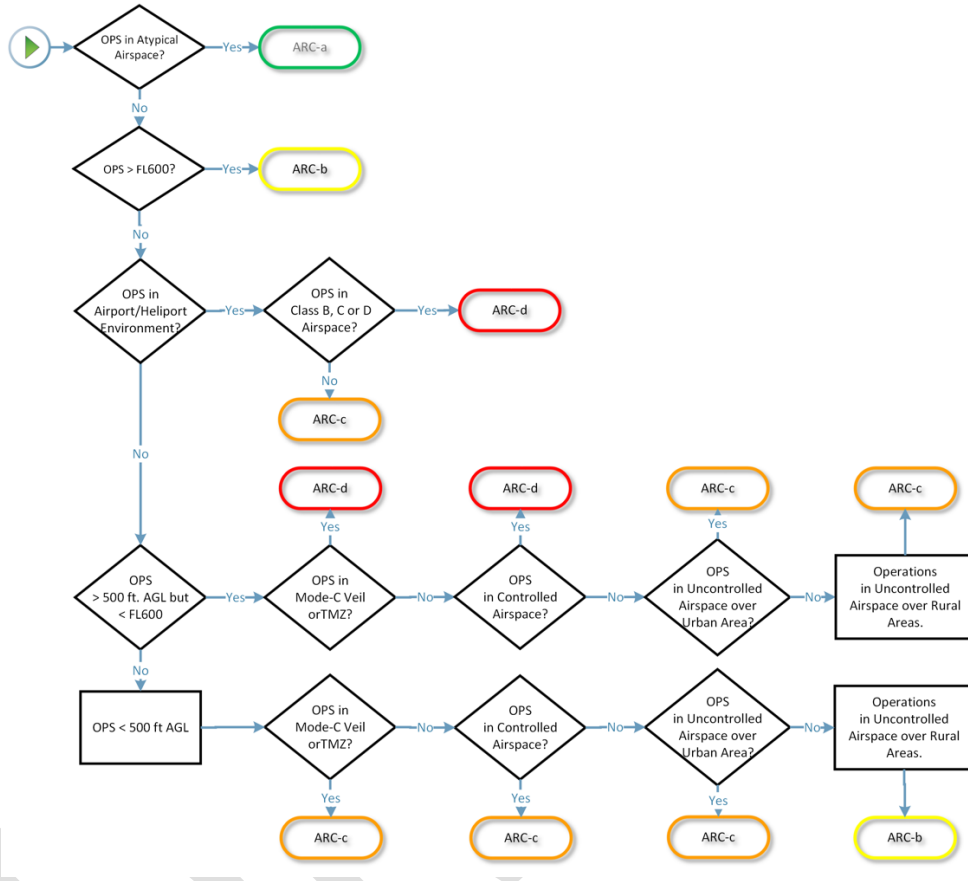 OPS in Atypical
Airspace?
Yes
ARC-a
No
OPS > FL600?
Yes
ARC-b
No
OPS in
Airport/Heliport
Environment?
Yes
OPS in
Class B, C or D
Airspace?
Yes
ARC-d
No
ARC-c
No
ARC-d
ARC-d
ARC-c
ARC-c
Yes
Yes
Yes
OPS
> 500 ft. AGL but
< FL600
Yes
OPS in
Mode-C Veil
orTMZ?
No
OPS
in Controlled
Airspace?
No
OPS
in Uncontrolled
Airspace over
Urban Area?
No
Operations
in Uncontrolled
Airspace over Rural
Areas.
No
OPS < 500 ft AGL
OPS in
Mode-C Veil
orTMZ?
No
OPS
in Controlled
Airspace?
No
OPS
in Uncontrolled
Airspace over
Urban Area?
No
Operations
in Uncontrolled
Airspace over Rural
Areas.
Yes
Yes
Yes
ARC-c
ARC-c
ARC-c
ARC-b